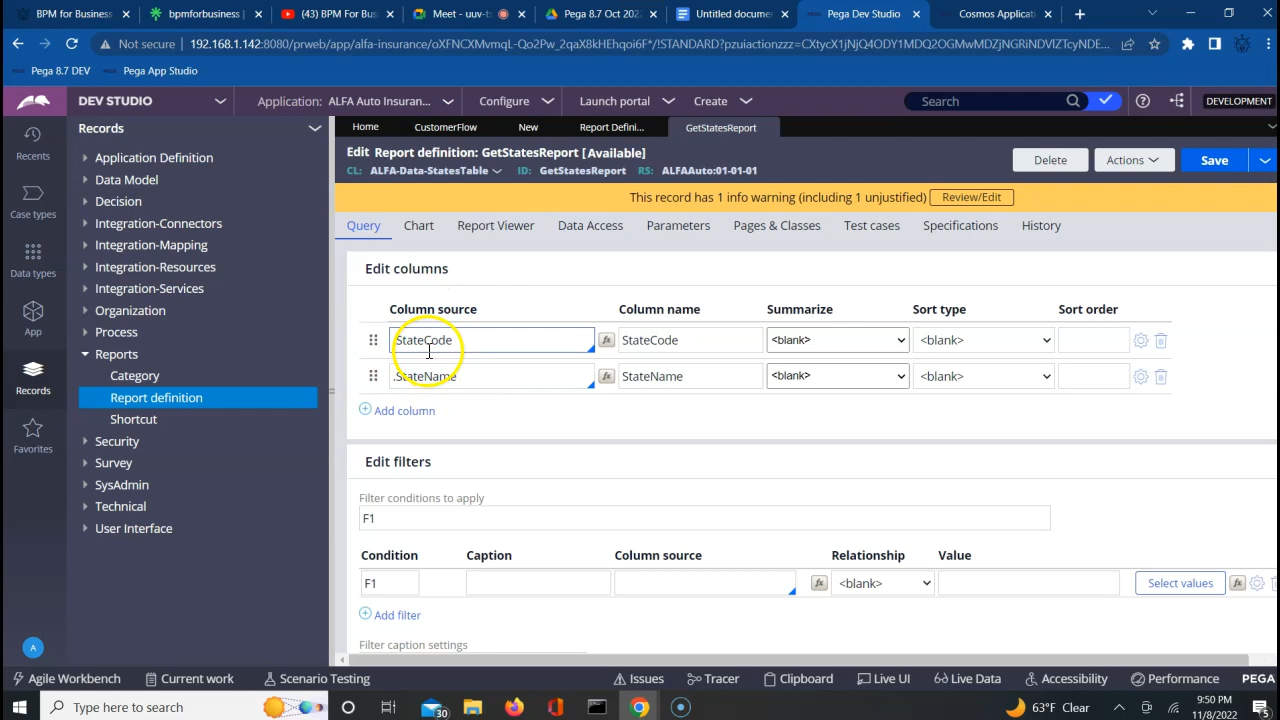 BPM for Business
bpmforbusiness |
(43) BPM For Bus
Meet - uuv-ts
Pega 8.7 Oct 2022
Untitled docume
Pega Dev Studio
Cosmos Applicati
Not secure | 192.168.1.142:8080/prweb/app/alfa-insurance/oXFNCXMvmqL-Qo2Pw_2qaX8kHEhqoi6F*/!STANDARD?pzuiactionzzz=CXtycX1jNjQ4ODY1MDQ2OGMwMDZjNGRiNDVlZTcyNDE...
Pega 8.7 DEV
Pega App Studio
DEV STUDIO
Application: ALFA Auto Insuran...
Configure
Launch portal
Create
Search
DEVELOPMENT
Recents
Case types
Data types
App
Records
Favorites
A
Records
Application Definition
Data Model
Decision
Integration-Connectors
Integration-Mapping
Integration-Resources
Integration-Services
Organization
Process
Reports
Category
Report definition
Shortcut
Security
Survey
SysAdmin
Technical
User Interface
Home
CustomerFlow
New
Report Defini...
GetStatesReport
Edit Report definition: GetStatesReport [Available]
CL: ALFA-Data-StatesTable
ID: GetStatesReport
RS: ALFAAuto:01-01-01
Delete
Actions
Save
This record has 1 info warning (including 1 unjustified)
Review/Edit
Query
Chart
Report Viewer
Data Access
Parameters
Pages & Classes
Test cases
Specifications
History
Edit columns
Column source
Column name
Summarize
Sort type
Sort order
StateCode
fx
StateCode
<blank>
<blank>
.StateName
fx
StateName
<blank>
<blank>
Add column
Edit filters
Filter conditions to apply
F1
Condition
Caption
Column source
Relationship
Value
F1
fx
<blank>
Select values
fx
Add filter
Filter caption settings
Agile Workbench
Current work
Scenario Testing
Issues
Tracer
Clipboard
Live UI
Live Data
Accessibility
Performance
PEGA
Type here to search
30
63°F Clear
9:50 PM
11/8/2022
5